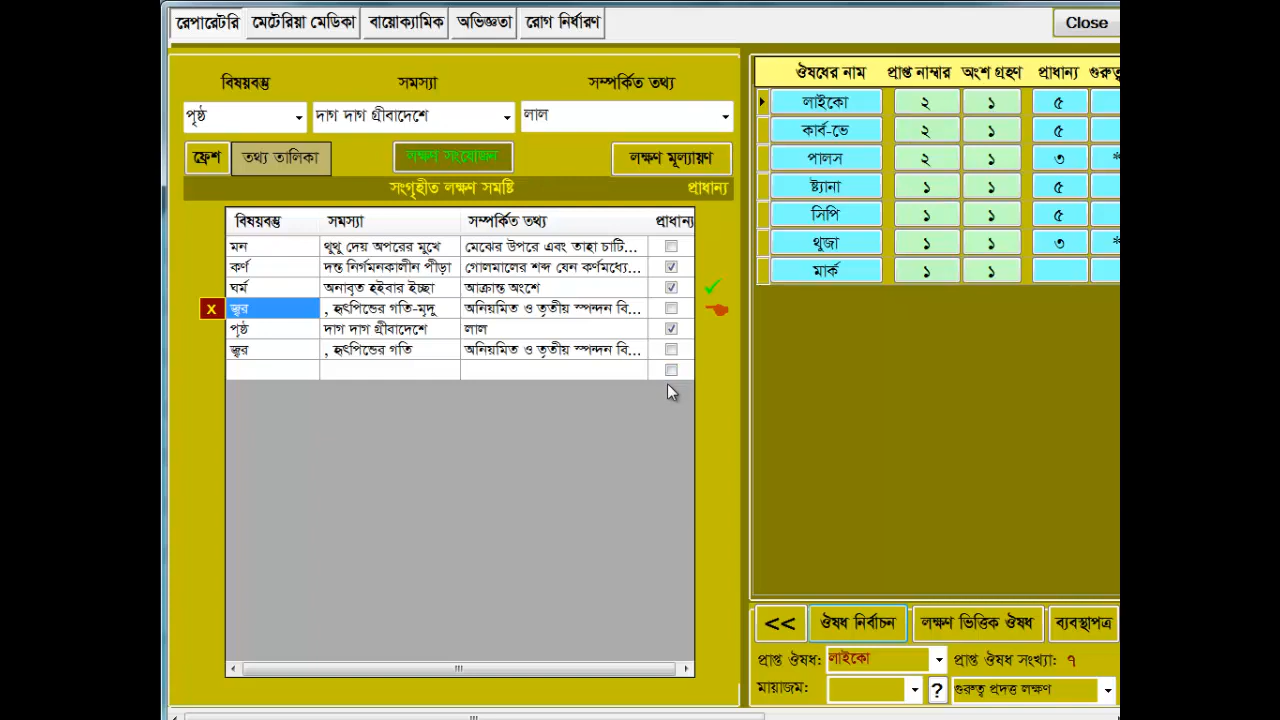 রেপারেটরি মেটেরিয়া মেডিকা বায়োক্যামিক অভিজ্ঞতা রোগ নির্ধারণ Close
বিষয়বস্তু সমস্যা সম্পর্কিত তথ্য
পৃষ্ঠ দাগ দাগ গ্রীবাদেশে লাল
ফ্রেশ তথ্য তালিকা লক্ষণ সংযোজন লক্ষণ মূল্যায়ণ
সংগৃহীত লক্ষণ সমষ্টি প্রাধান্য
বিষয়বস্তু সমস্যা সম্পর্কিত তথ্য প্রাধান্য
মন থুথু দেয় অপরের মুখে মেঝের উপরে এবং তাহা চাটি...
কর্ণ দন্ত নির্গমনকালীন পীড়া গোলমালের শব্দ যেন কর্ণমধ্যে...
ঘর্ম অনাবৃত হইবার ইচ্ছা আক্রান্ত অংশে
X জ্বর , হৃৎপিন্ডের গতি-মৃদু অনিয়মিত ও তৃতীয় স্পন্দন বি...
পৃষ্ঠ দাগ দাগ গ্রীবাদেশে লাল
জ্বর , হৃৎপিন্ডের গতি অনিয়মিত ও তৃতীয় স্পন্দন বি...
ঔষধের নাম প্রাপ্ত নাম্বার অংশ গ্রহণ প্রাধান্য গুরুত্
লাইকো ২ ১ ৫
কার্ব-ভে ২ ১ ৫
পালস ২ ১ ৩ *
ষ্ট্যানা ১ ১ ৫
সিপি ১ ১ ৫
থুজা ১ ১ ৩ *
মার্ক ১ ১
<< ঔষধ নির্বাচন লক্ষণ ভিত্তিক ঔষধ ব্যবস্থাপত্র
প্রাপ্ত ঔষধ: লাইকো প্রাপ্ত ঔষধ সংখ্যা: ৭
মায়াজম: ? গুরুত্ব প্রদত্ত লক্ষণ